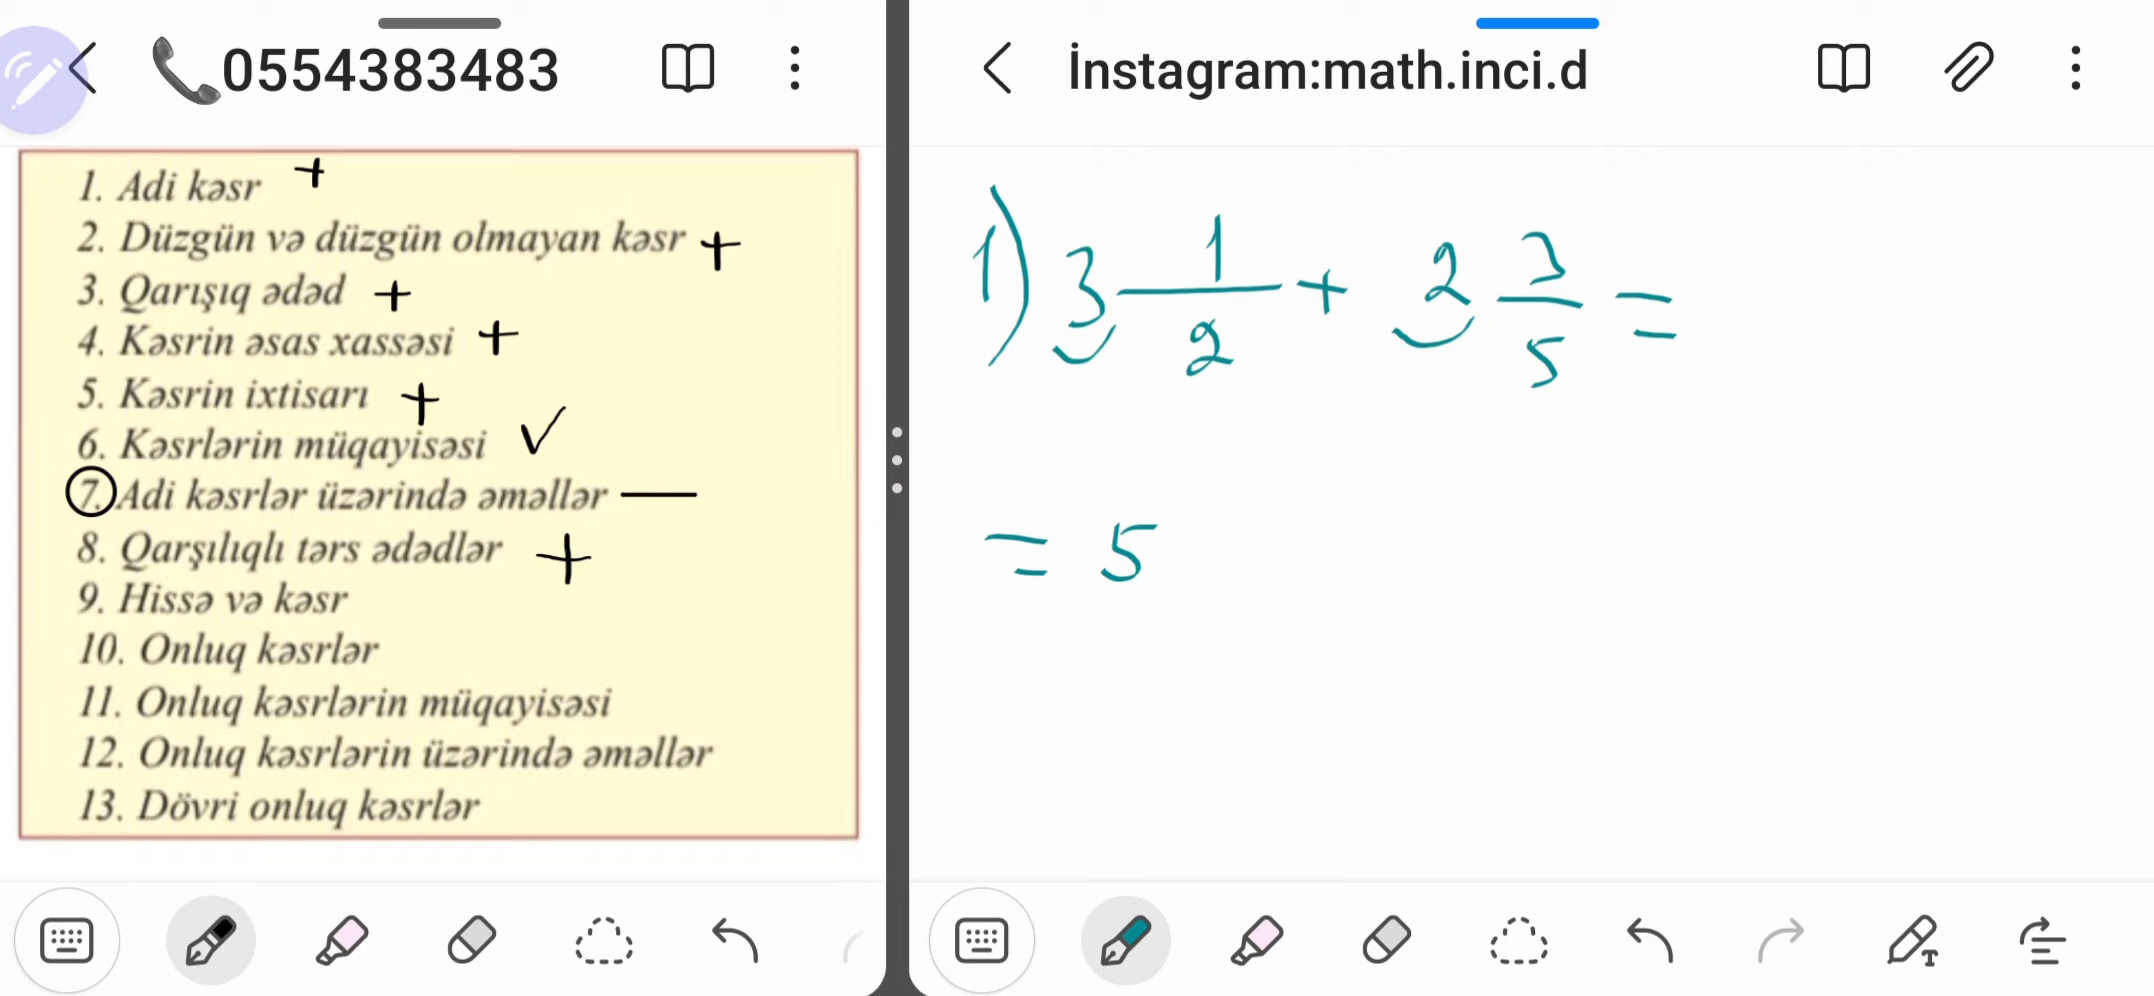 0554383483
1. Adi kəsr +
2. Düzgün və düzgün olmayan kəsr +
3. Qarışıq ədəd +
4. Kəsrin əsas xassəsi +
5. Kəsrin ixtisarı +
6. Kəsrlərin müqayisəsi ✓
7. Adi kəsrlər üzərində əməllər —
8. Qarşılıqlı tərs ədədlər +
9. Hissə və kəsr
10. Onluq kəsrlər
11. Onluq kəsrlərin müqayisəsi
12. Onluq kəsrlərin üzərində əməllər
13. Dövri onluq kəsrlər
İnstagram:math.inci.d
1) 3 1/2 + 2 3/5 =
= 5